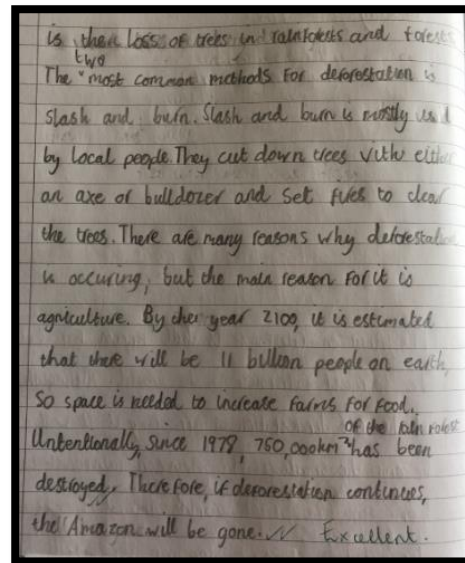 is then loss of trees in rainforests and forests
two
The most common methods for deforestation is
slash and burn. Slash and burn is mostly used
by local people. They cut down trees with either
an axe or bulldozer and set fires to clear
the trees. There are many reasons why deforestation
is occuring, but the main reason for it is
agriculture. By the year 2100, it is estimated
that there will be 11 billion people on earth,
So space is needed to increase farms for food.
of the rain forest
Untentionally, since 1978, 750,000km² has been
destroyed. Therefore, if deforestation continues,
the Amazon will be gone. Excellent.